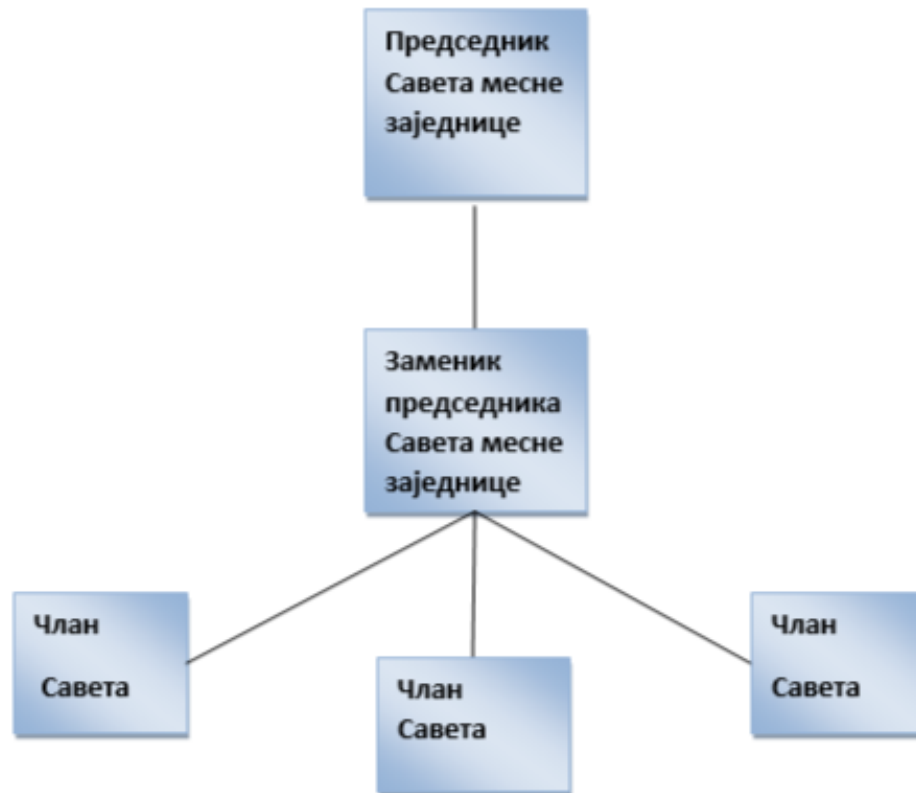 Председник
Савета месне
заједнице
Заменик
председника
Савета месне
заједнице
Члан
Савета
Члан
Савета
Члан
Савета